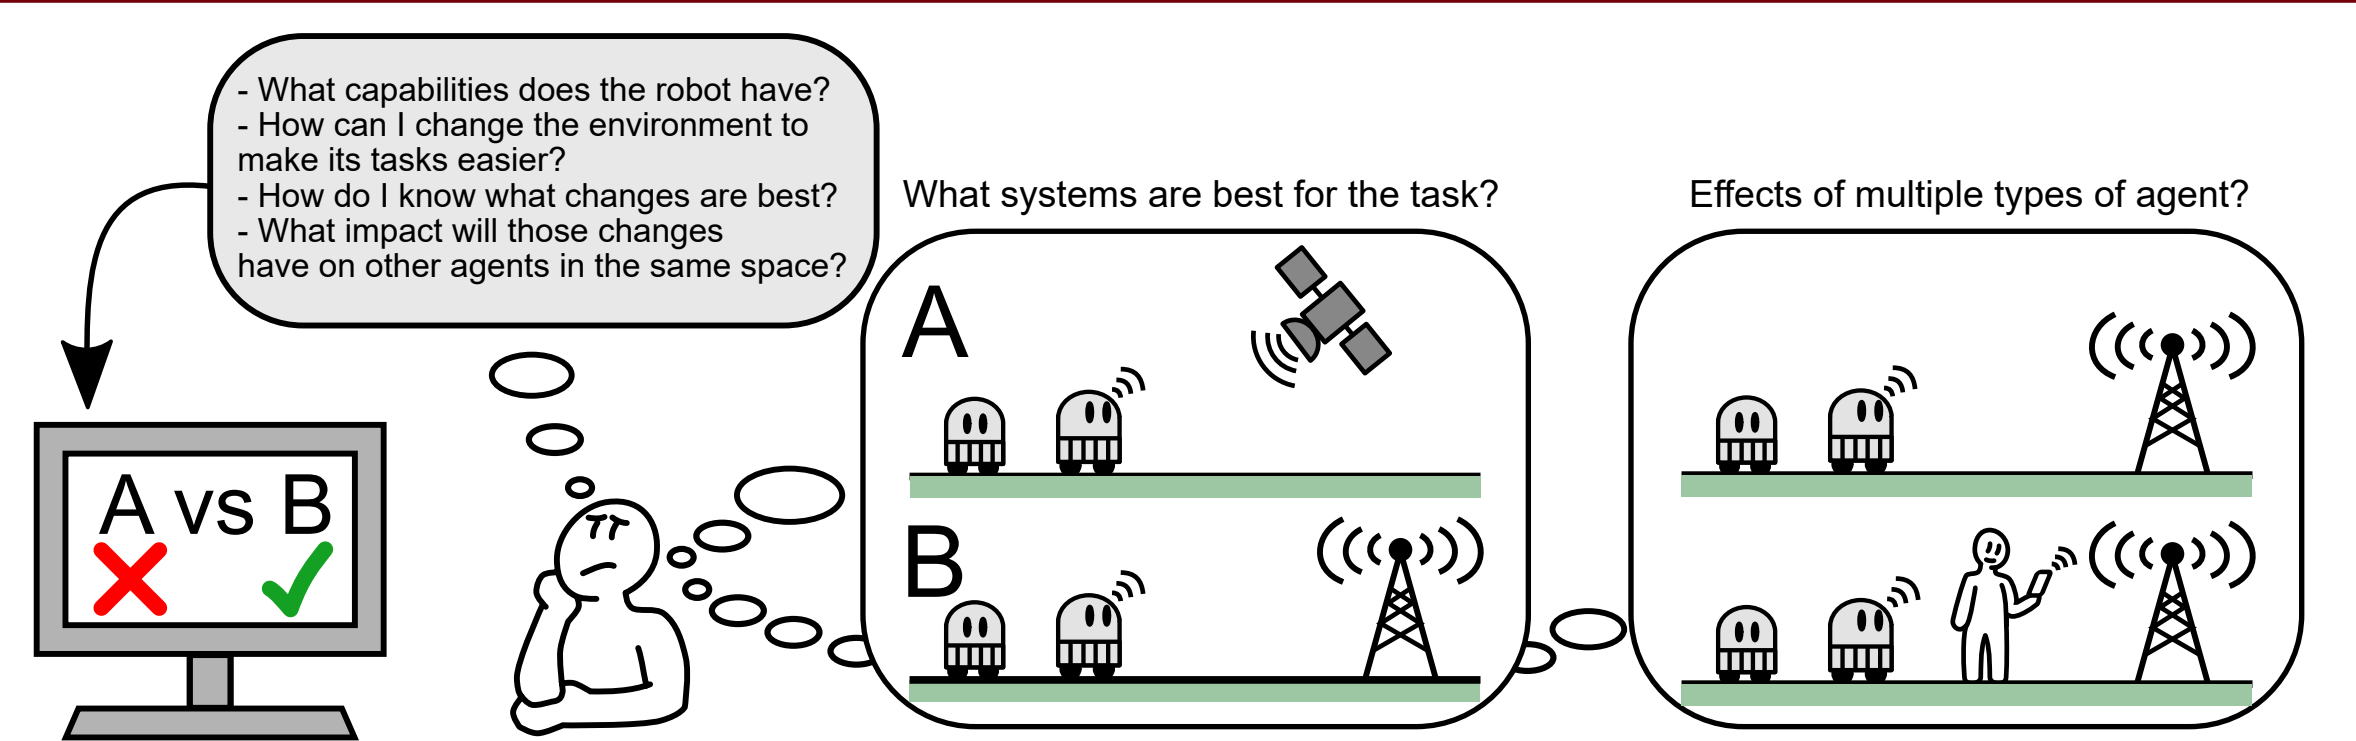 - What capabilities does the robot have?
- How can I change the environment to
make its tasks easier?
- How do I know what changes are best?
- What impact will those changes
have on other agents in the same space?
What systems are best for the task?
Effects of multiple types of agent?
A
B
A vs B